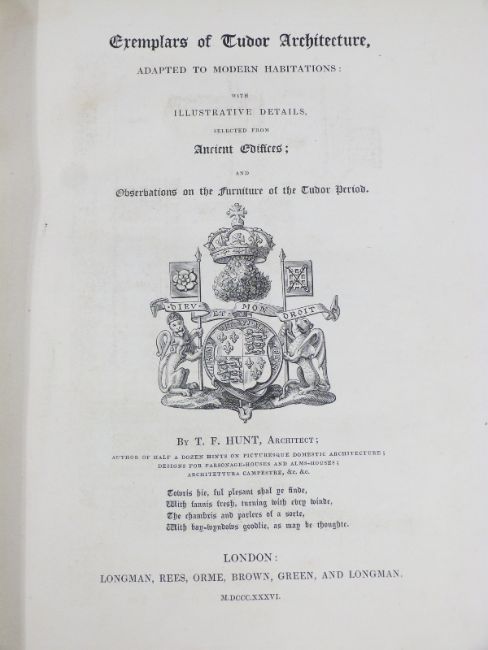 Exemplars of Tudor Architecture,
ADAPTED TO MODERN HABITATIONS:
WITH
ILLUSTRATIVE DETAILS,
SELECTED FROM
Ancient Edifices;
AND
Observations on the Furniture of the Tudor Period.
DIEV ET MON DROIT
BY T. F. HUNT, ARCHITECT;
AUTHOR OF HALF A DOZEN HINTS ON PICTURESQUE DOMESTIC ARCHITECTURE;
DESIGNS FOR PARSONAGE-HOUSES AND ALMS-HOUSES;
ARCHITETTURA CAMPESTRE, &c. &c.
Towris hie, ful plesant shal ye finde,
With fannis fresh, turning with every winde,
The chambris and parlers of a sorte,
With bay-wyndows goodlie, as may be thoughte.
LONDON:
LONGMAN, REES, ORME, BROWN, GREEN, AND LONGMAN.
M.DCCC.XXXVI.